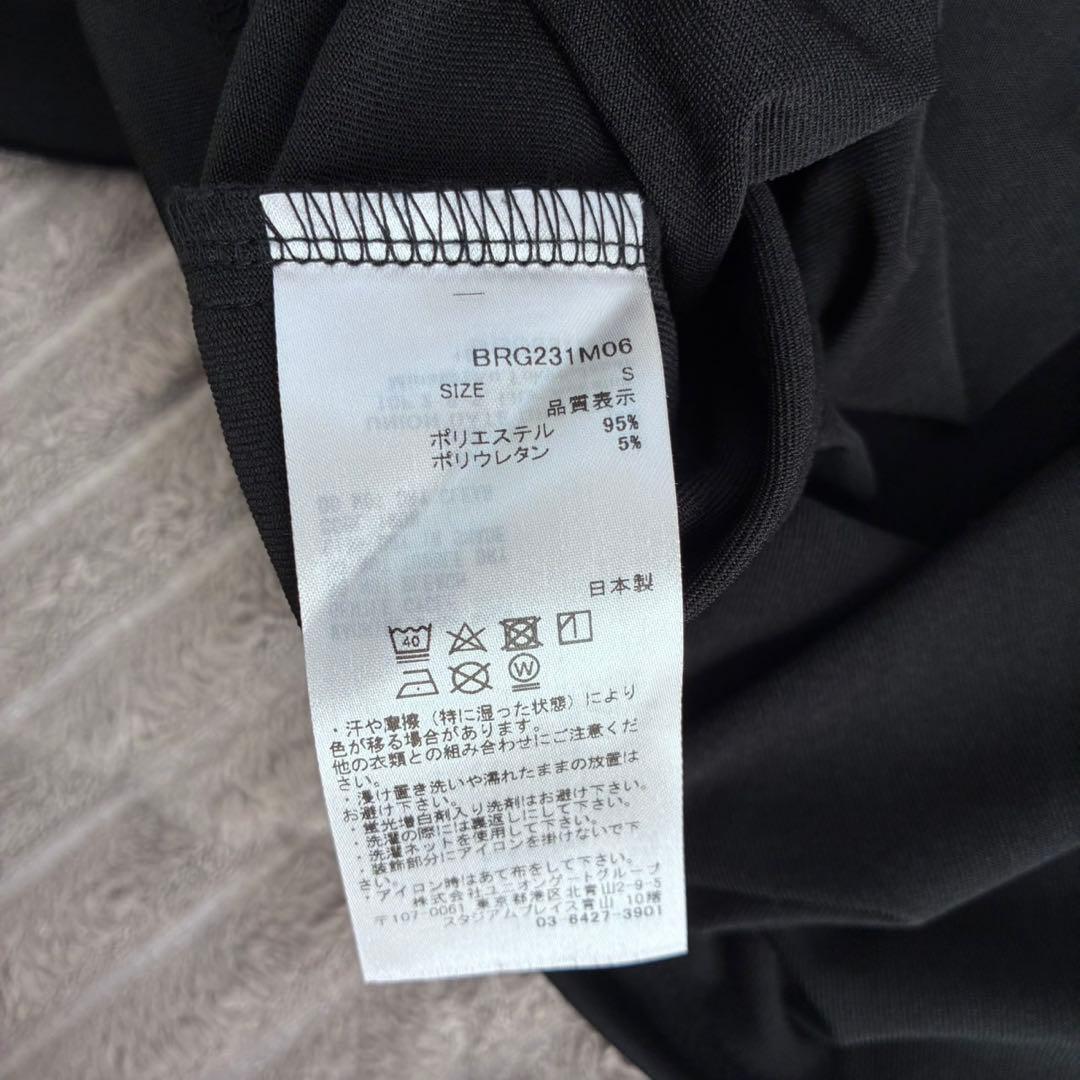 BRG231M06
SIZE S
品質表示
ポリエステル 95%
ポリウレタン 5%
日本製
40
W
・汗や摩擦(特に湿った状態)により
色が移る場合があります。
他の衣類との組み合わせにご注意くだ
さい。
・浸け置き洗いや濡れたままの放置は
お避け下さい。
・蛍光増白剤入り洗剤はお避け下さい。
・洗濯の際には裏返しにして下さい。
・洗濯ネットを使用して下さい。
・装飾部分にアイロンを掛けないで下
さい。
・アイロン時はあて布をして下さい。
株式会社ユニオンゲートグループ
〒107-0061 東京都港区北青山2-9-5
スタジアムプレイス青山 10階
03-6427-3901